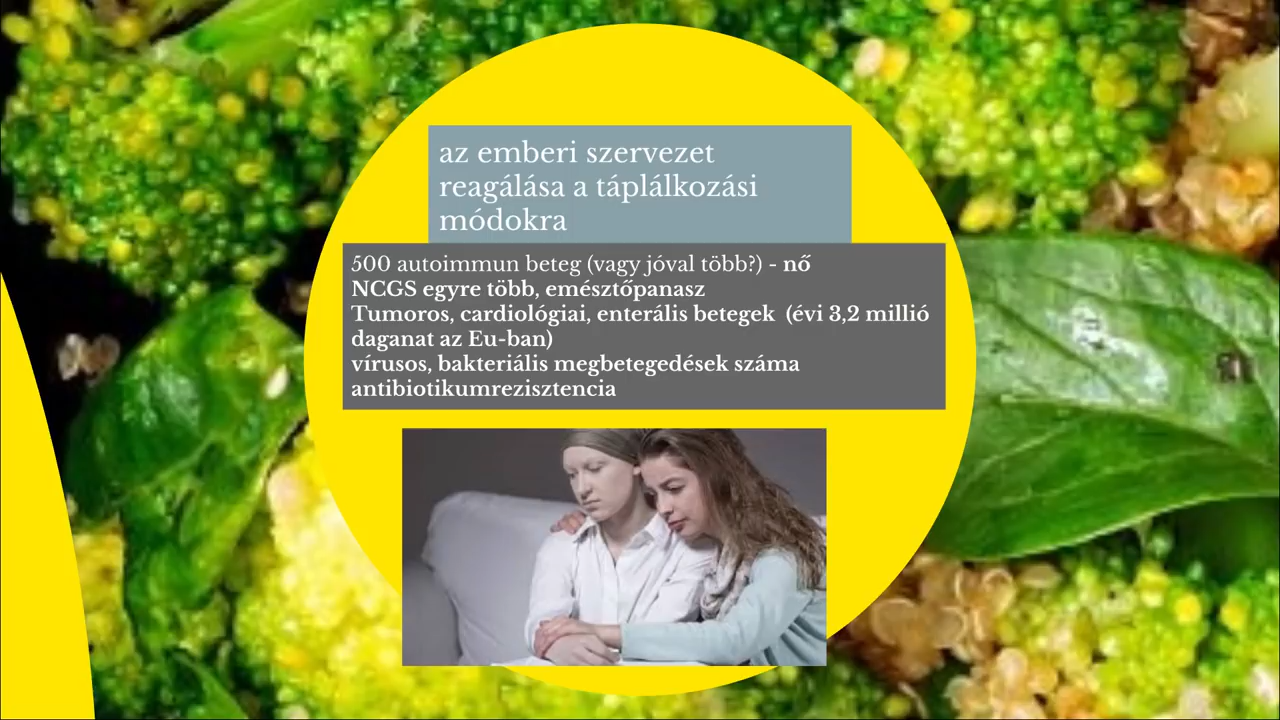 az emberi szervezet
reagálása a táplálkozási
módokra
500 autoimmun beteg (vagy jóval több?) - nő
NCGS egyre több, emésztőpanasz
Tumoros, cardiológiai, enterális betegek (évi 3,2 millió
daganat az Eu-ban)
vírusos, bakteriális megbetegedések száma
antibiotikumrezisztencia